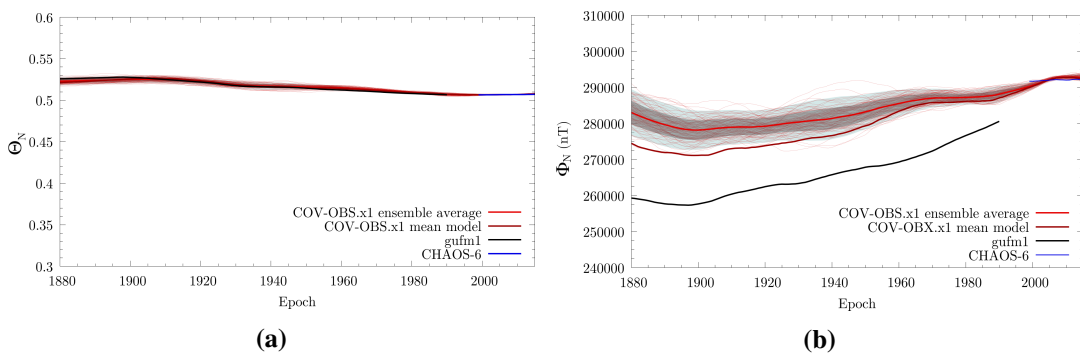 0.6
0.55
0.5
0.45
0.4
0.35
0.3
Θ_N
1880
1900
1920
1940
1960
1980
2000
Epoch
COV-OBS.x1 ensemble average
COV-OBS.x1 mean model
gufm1
CHAOS-6
(a)
310000
300000
290000
280000
270000
260000
250000
240000
Φ_N (nT)
1880
1900
1920
1940
1960
1980
2000
Epoch
COV-OBS.x1 ensemble average
COV-OBX.x1 mean model
gufm1
CHAOS-6
(b)